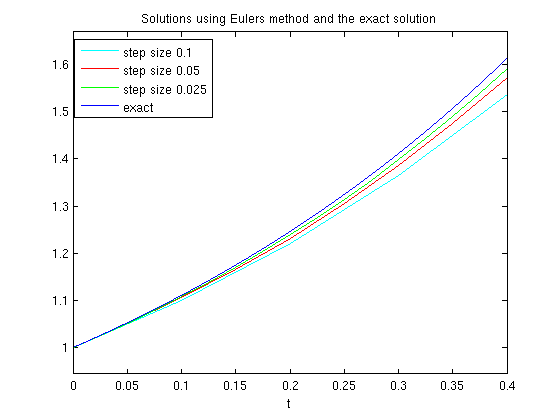 Solutions using Eulers method and the exact solution
step size 0.1
step size 0.05
step size 0.025
exact
1.6
1.5
1.4
1.3
1.2
1.1
1
0 0.05 0.1 0.15 0.2 0.25 0.3 0.35 0.4
t